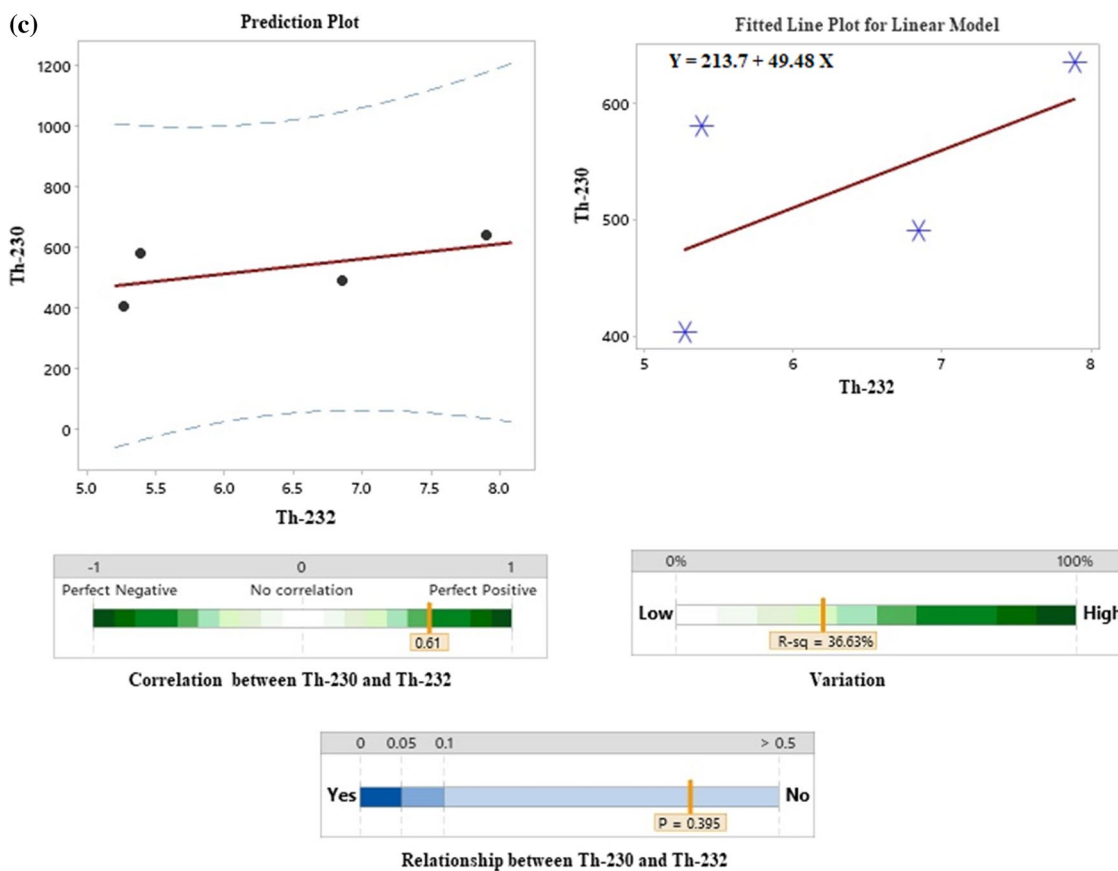 (c)
Prediction Plot
1200
1000
800
600
400
200
0
Th-230
5.0 5.5 6.0 6.5 7.0 7.5 8.0
Th-232
Fitted Line Plot for Linear Model
Y = 213.7 + 49.48 X
600
500
400
Th-230
5 6 7 8
Th-232
-1 0 1
Perfect Negative No correlation Perfect Positive
0.61
Correlation between Th-230 and Th-232
0% 100%
Low High
R-sq = 36.63%
Variation
0 0.05 0.1 > 0.5
Yes No
P = 0.395
Relationship between Th-230 and Th-232